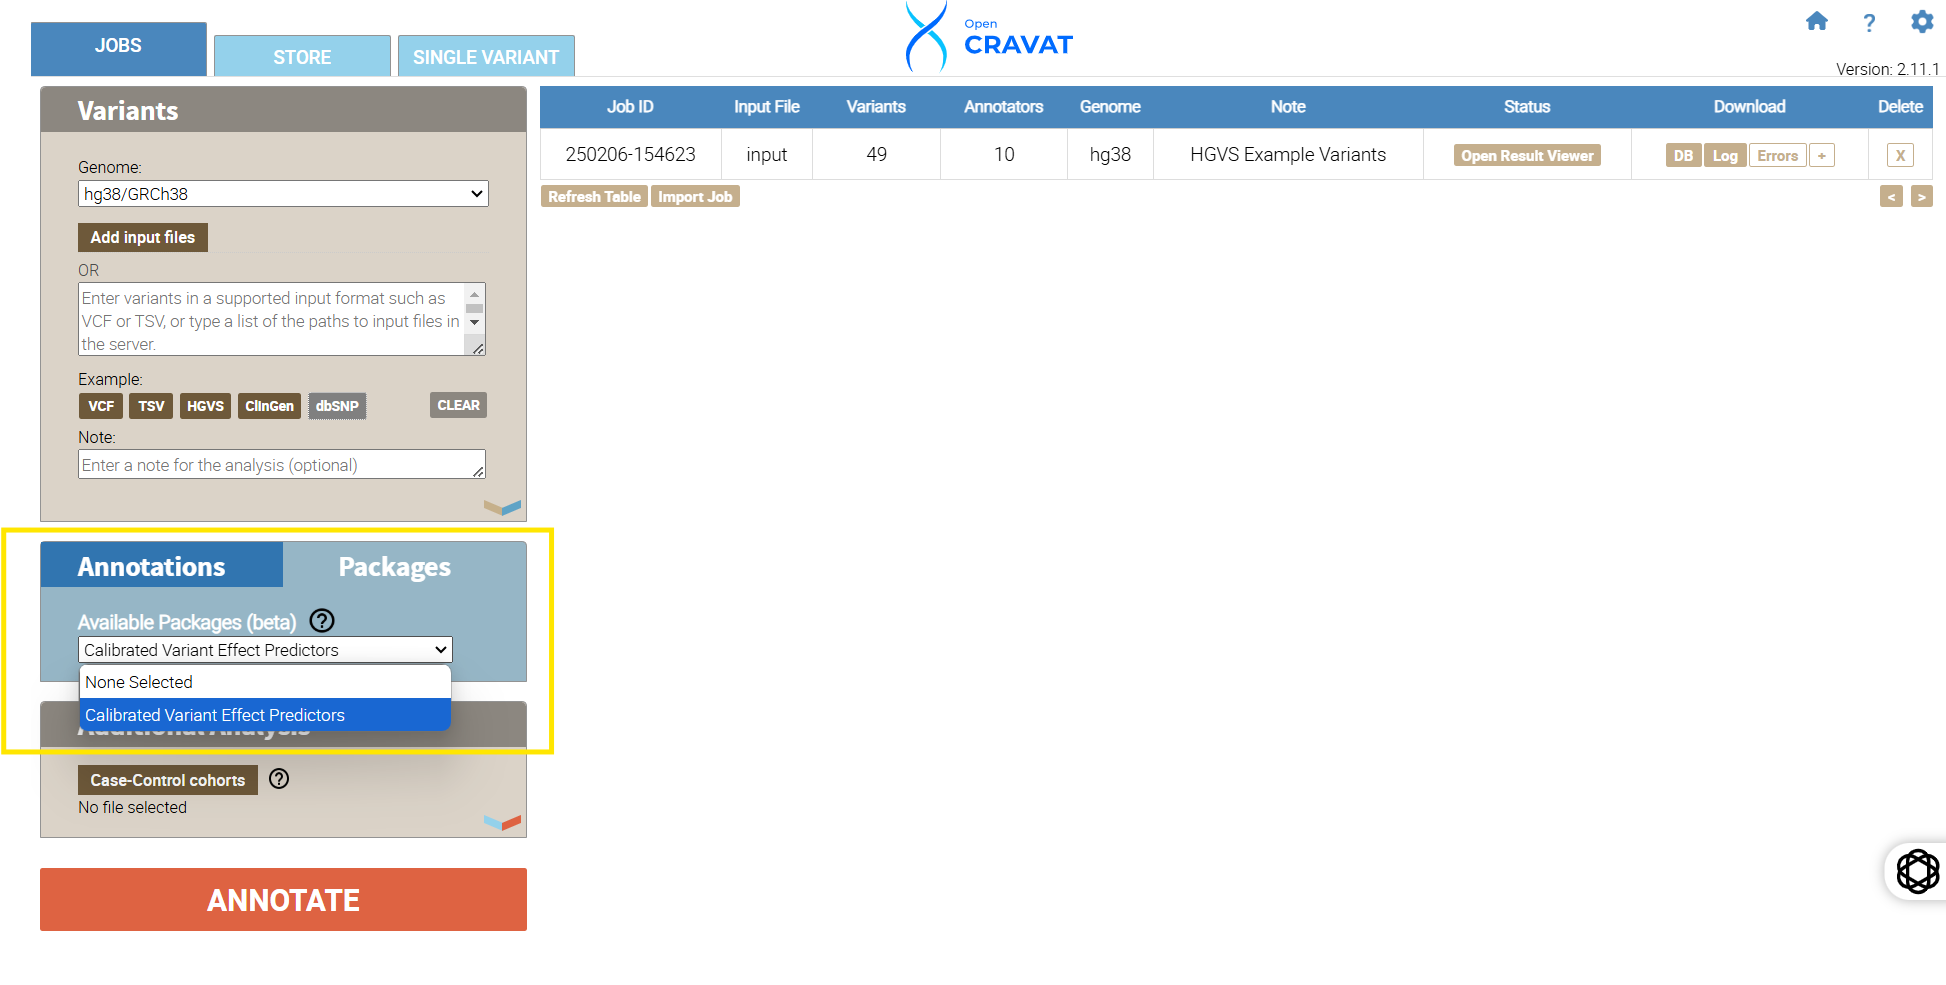 JOBS
STORE
SINGLE VARIANT
Open
CRAVAT
?
Version: 2.11.1
Variants
Genome:
hg38/GRCh38
Add input files
OR
Enter variants in a supported input format such as
VCF or TSV, or type a list of the paths to input files in
the server.
Example:
VCF TSV HGVS ClinGen dbSNP CLEAR
Note:
Enter a note for the analysis (optional)
Job ID Input File Variants Annotators Genome Note Status Download Delete
250206-154623 input 49 10 hg38 HGVS Example Variants Open Result Viewer DB Log Errors + X
Refresh Table Import Job < >
Annotations Packages
Available Packages (beta) ?
Calibrated Variant Effect Predictors
None Selected
Calibrated Variant Effect Predictors
Additional Analysis
Case-Control cohorts ?
No file selected
ANNOTATE